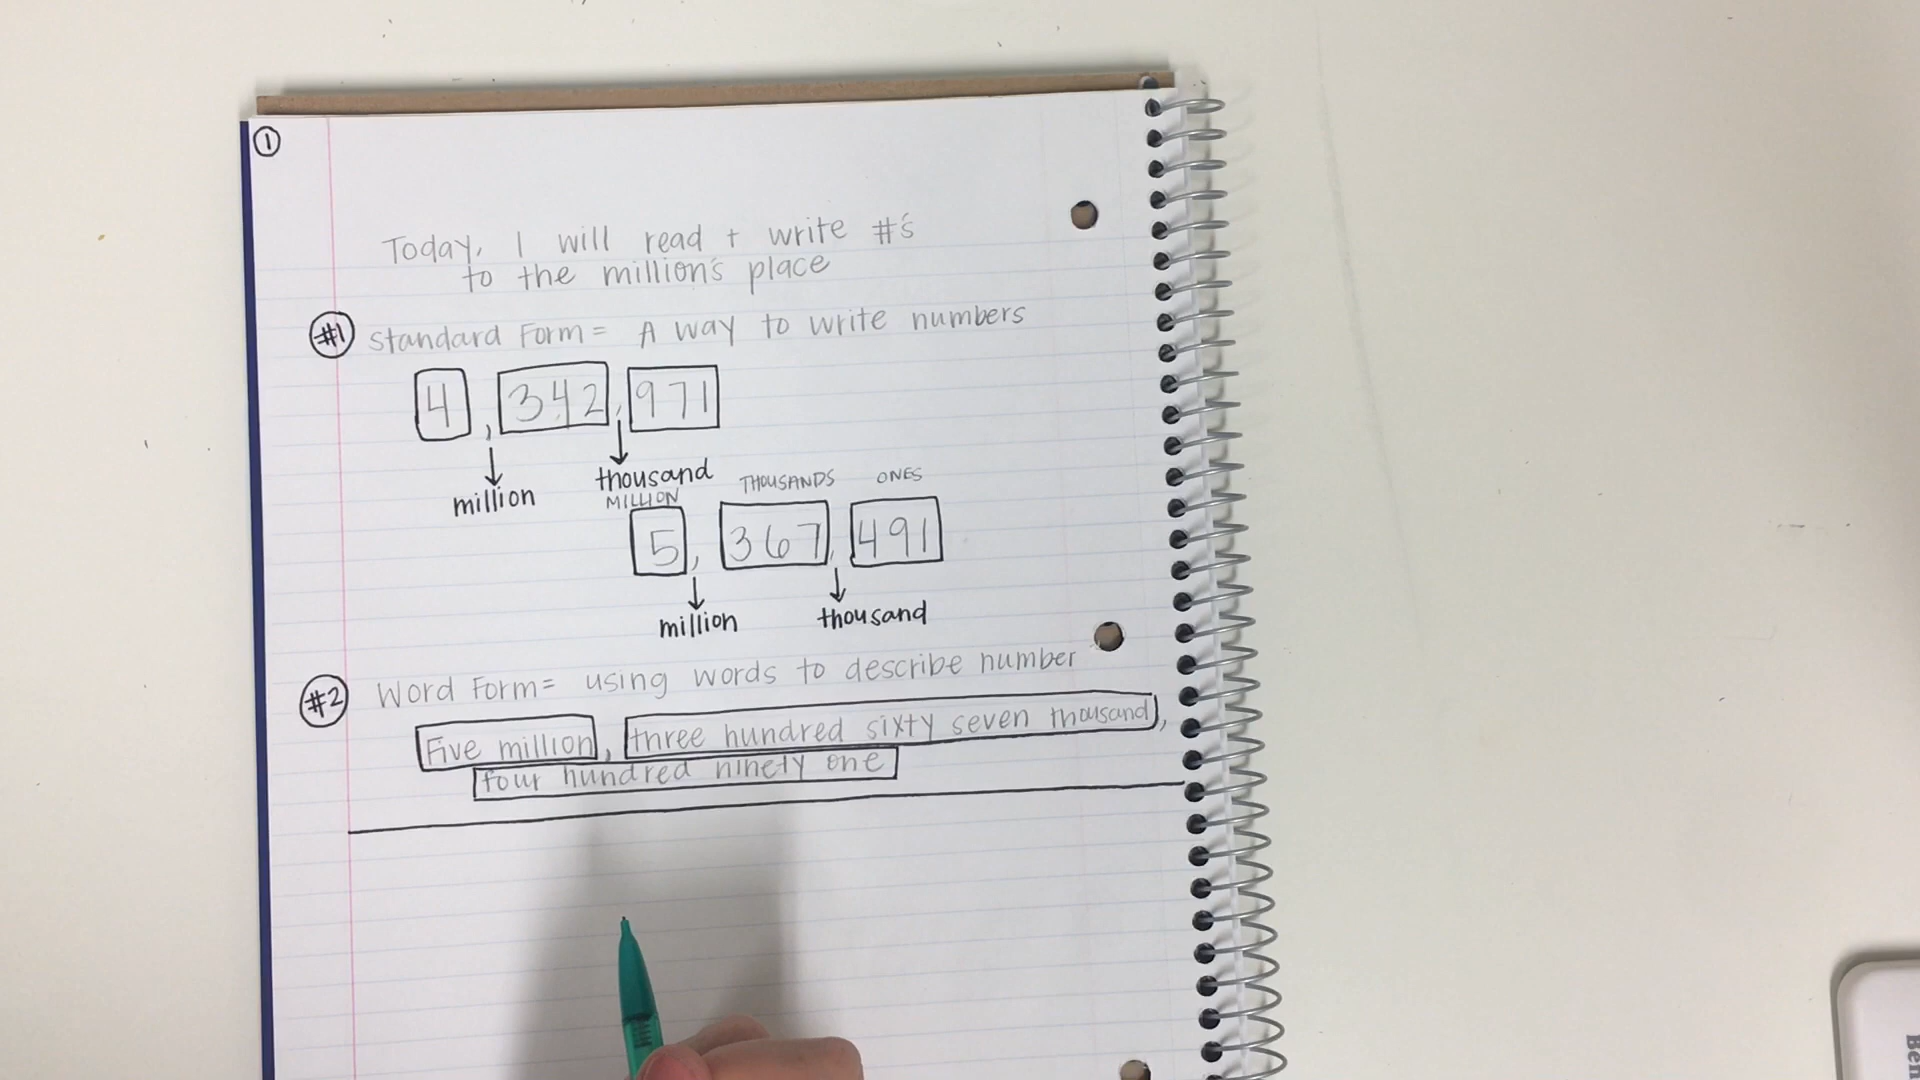 ①
Today, I will read + write #'s
to the million's place
#1 Standard Form = A way to write numbers
4, 342, 971
million thousand
MILLION THOUSANDS ONES
5, 367, 491
million thousand
#2 Word Form = using words to describe number
Five million, three hundred sixty seven thousand,
four hundred ninety one